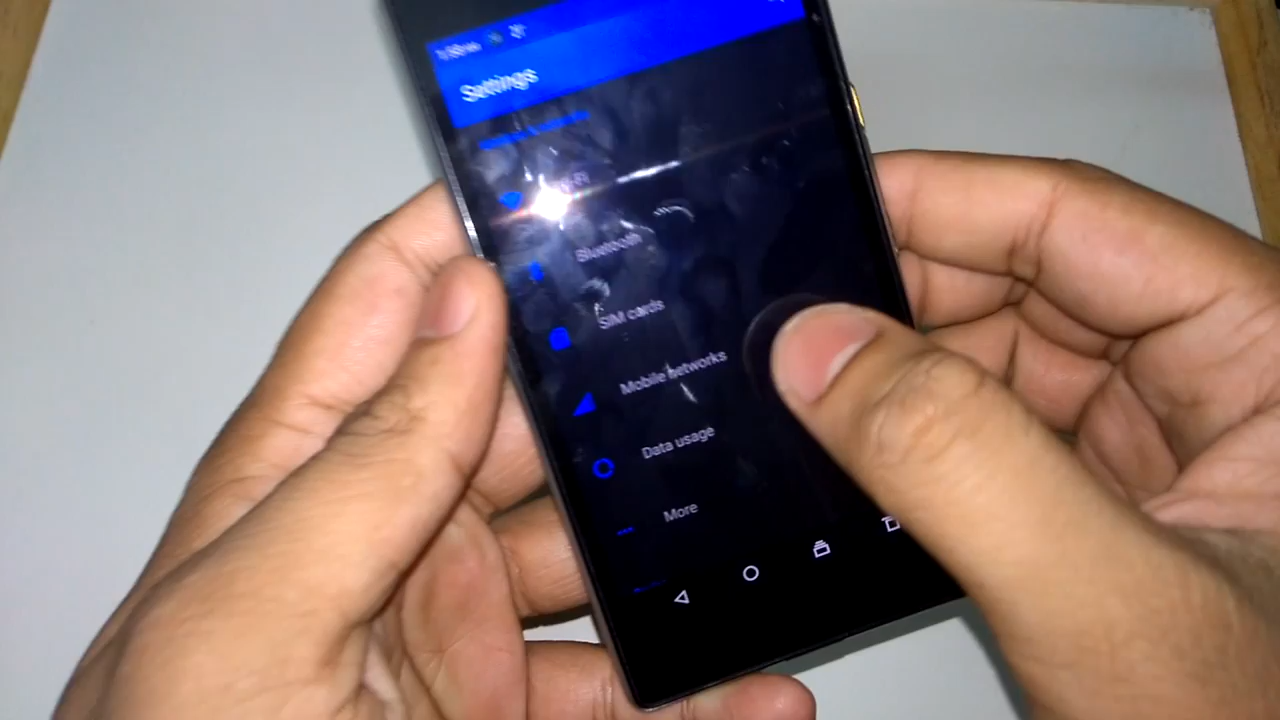 Settings
Bluetooth
SIM cards
Mobile networks
Data usage
More